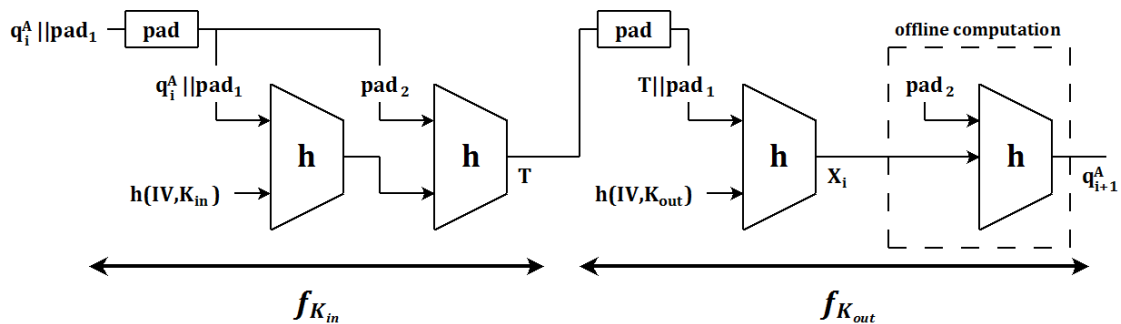 offline computation
q_i^A||pad_1
pad
pad
q_i^A||pad_1
pad_2
T||pad_1
pad_2
h
h
h
h
T
X_i
q_{i+1}^A
h(IV,K_in)
h(IV,K_out)
f_{K_in}
f_{K_out}